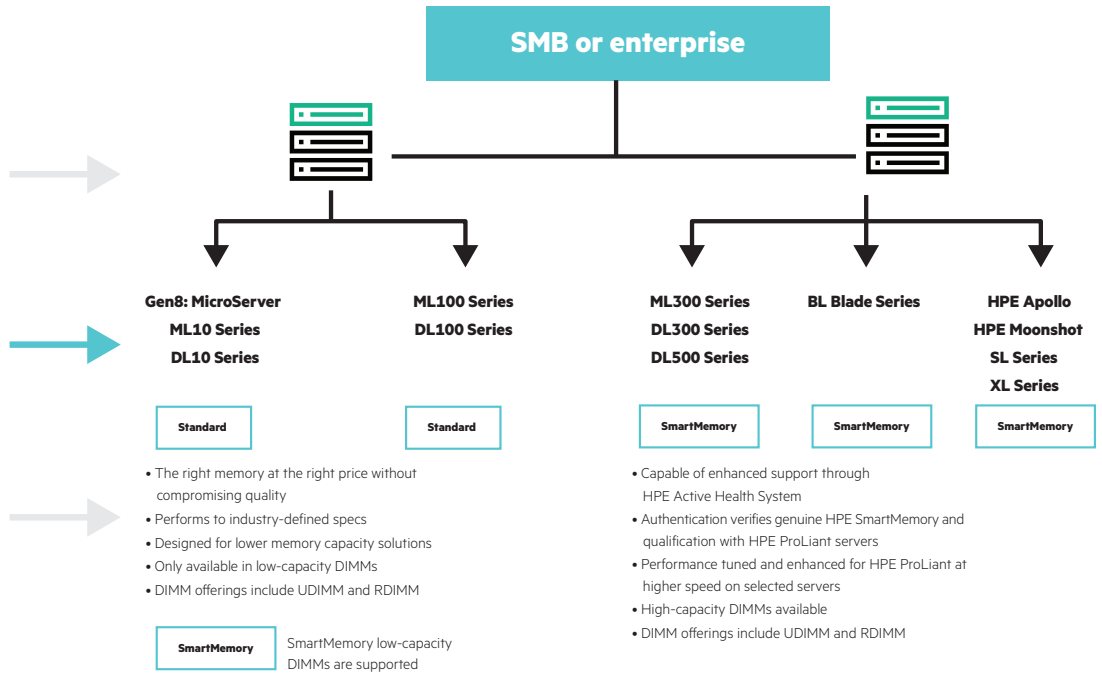 SMB or enterprise
Gen8: MicroServer
ML10 Series
DL10 Series
ML100 Series
DL100 Series
ML300 Series
DL300 Series
DL500 Series
BL Blade Series
HPE Apollo
HPE Moonshot
SL Series
XL Series
Standard
Standard
SmartMemory
SmartMemory
SmartMemory
• The right memory at the right price without
compromising quality
• Performs to industry-defined specs
• Designed for lower memory capacity solutions
• Only available in low-capacity DIMMs
• DIMM offerings include UDIMM and RDIMM
SmartMemory
SmartMemory low-capacity
DIMMs are supported
• Capable of enhanced support through
HPE Active Health System
• Authentication verifies genuine HPE SmartMemory and
qualification with HPE ProLiant servers
• Performance tuned and enhanced for HPE ProLiant at
higher speed on selected servers
• High-capacity DIMMs available
• DIMM offerings include UDIMM and RDIMM